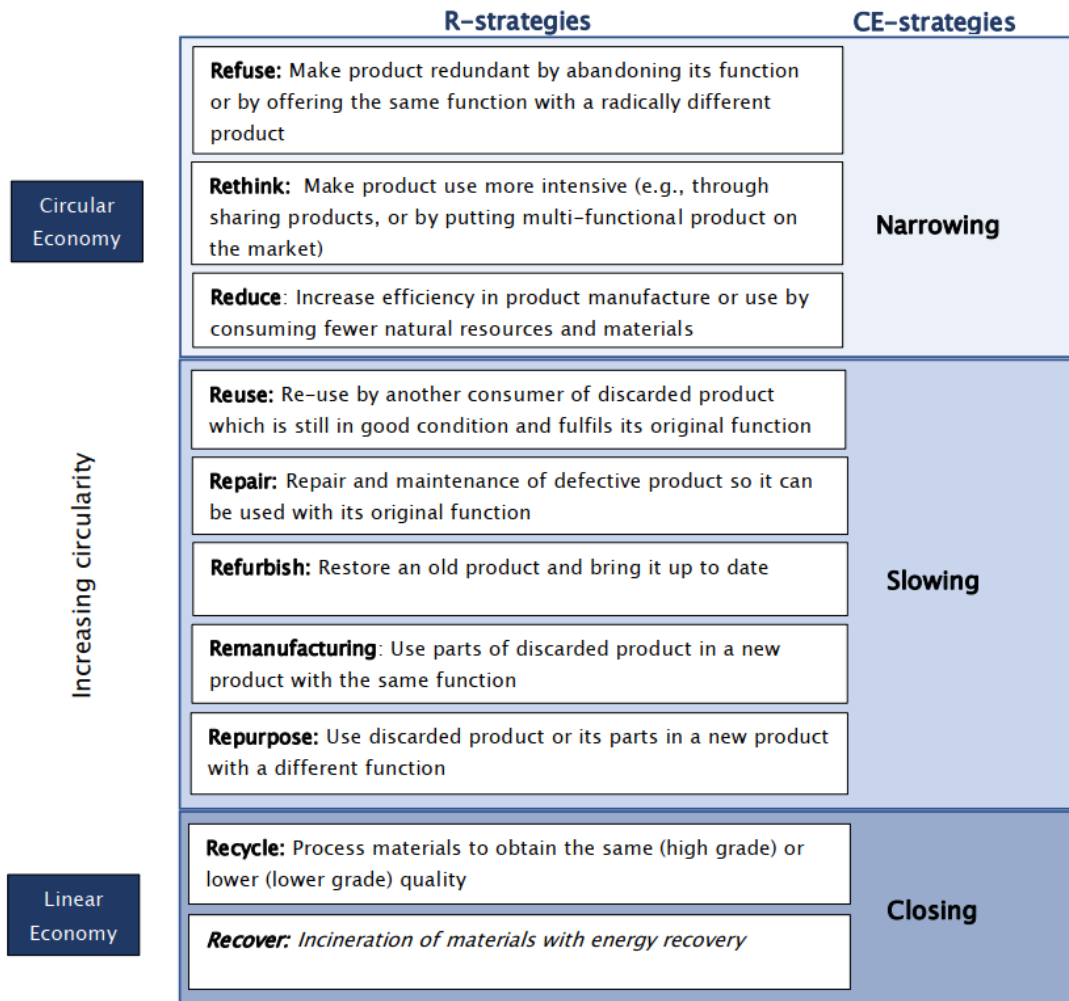 R-strategies
CE-strategies
Refuse: Make product redundant by abandoning its function
or by offering the same function with a radically different
product
Rethink: Make product use more intensive (e.g., through
sharing products, or by putting multi-functional product on
the market)
Reduce: Increase efficiency in product manufacture or use by
consuming fewer natural resources and materials
Circular
Economy
Narrowing
Reuse: Re-use by another consumer of discarded product
which is still in good condition and fulfils its original function
Repair: Repair and maintenance of defective product so it can
be used with its original function
Refurbish: Restore an old product and bring it up to date
Remanufacturing: Use parts of discarded product in a new
product with the same function
Repurpose: Use discarded product or its parts in a new product
with a different function
Increasing circularity
Slowing
Recycle: Process materials to obtain the same (high grade) or
lower (lower grade) quality
Recover: Incineration of materials with energy recovery
Linear
Economy
Closing